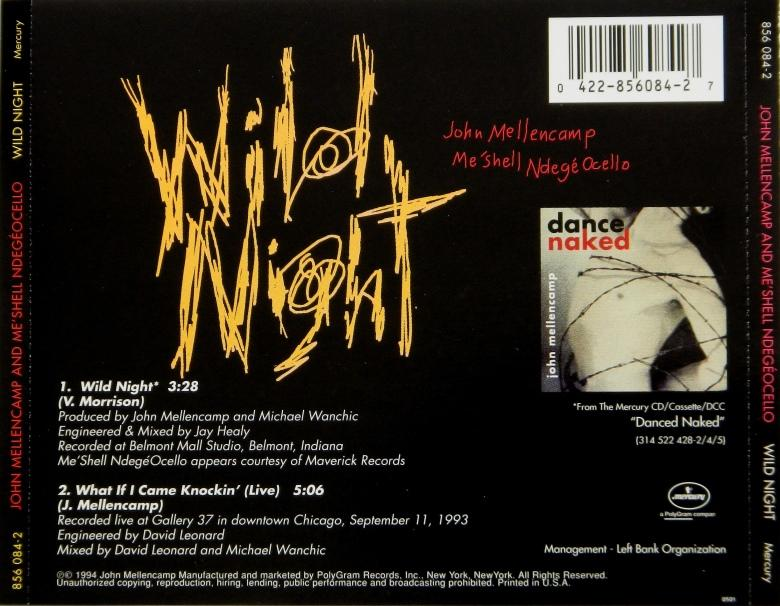 856 084-2 JOHN MELLENCAMP AND ME'SHELL NDEGÉOCELLO WILD NIGHT Mercury
Wild
Night
0 422-856084-2 7
John Mellencamp
Me'shell NdegéOcello
dance
naked
john mellencamp
1. Wild Night* 3:28
(V. Morrison)
Produced by John Mellencamp and Michael Wanchic
Engineered & Mixed by Jay Healy
Recorded at Belmont Mall Studio, Belmont, Indiana
Me'Shell NdegéOcello appears courtesy of Maverick Records
2. What If I Came Knockin' (Live) 5:06
(J. Mellencamp)
Recorded live at Gallery 37 in downtown Chicago, September 11, 1993
Engineered by David Leonard
Mixed by David Leonard and Michael Wanchic
*From The Mercury CD/Cassette/DCC
"Danced Naked"
(314 522 428-2/4/5)
mercury
a PolyGram company
Management - Left Bank Organization
℗© 1994 John Mellencamp Manufactured and marketed by PolyGram Records, Inc., New York, NewYork. All Rights Reserved.
Unauthorized copying, reproduction, hiring, lending, public performance and broadcasting prohibited. Printed in U.S.A.
0501
856 084-2 JOHN MELLENCAMP AND ME'SHELL NDEGÉOCELLO WILD NIGHT Mercury